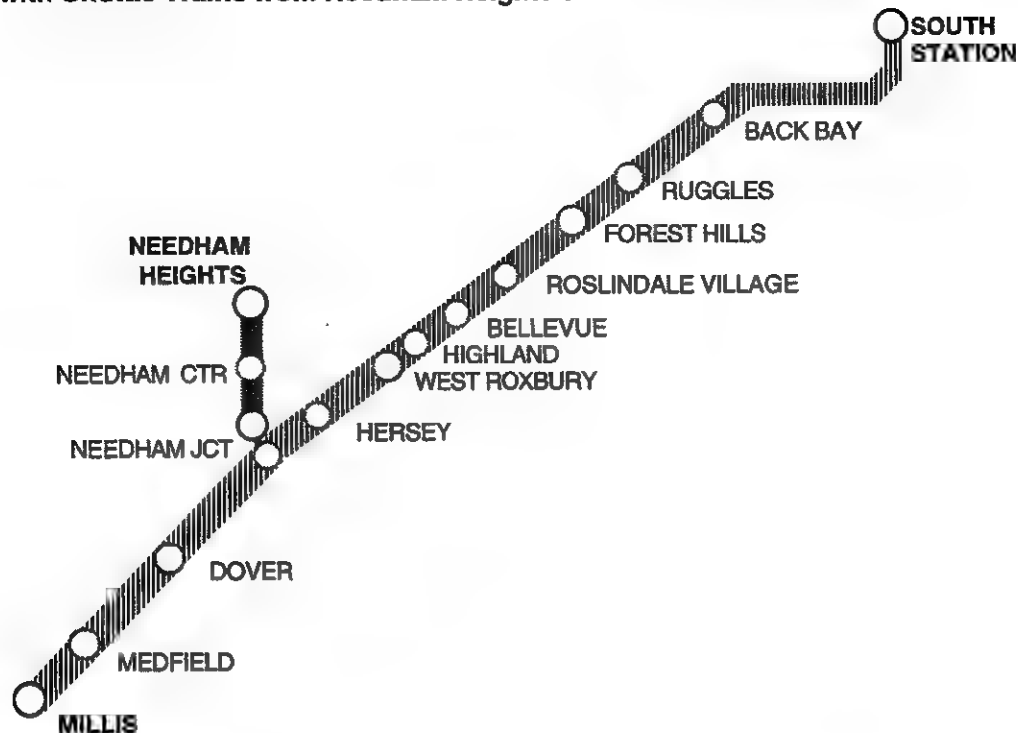 SOUTH
STATION
BACK BAY
RUGGLES
FOREST HILLS
NEEDHAM
HEIGHTS
ROSLINDALE VILLAGE
BELLEVUE
HIGHLAND
NEEDHAM CTR
WEST ROXBURY
HERSEY
NEEDHAM JCT
DOVER
MEDFIELD
MILLIS